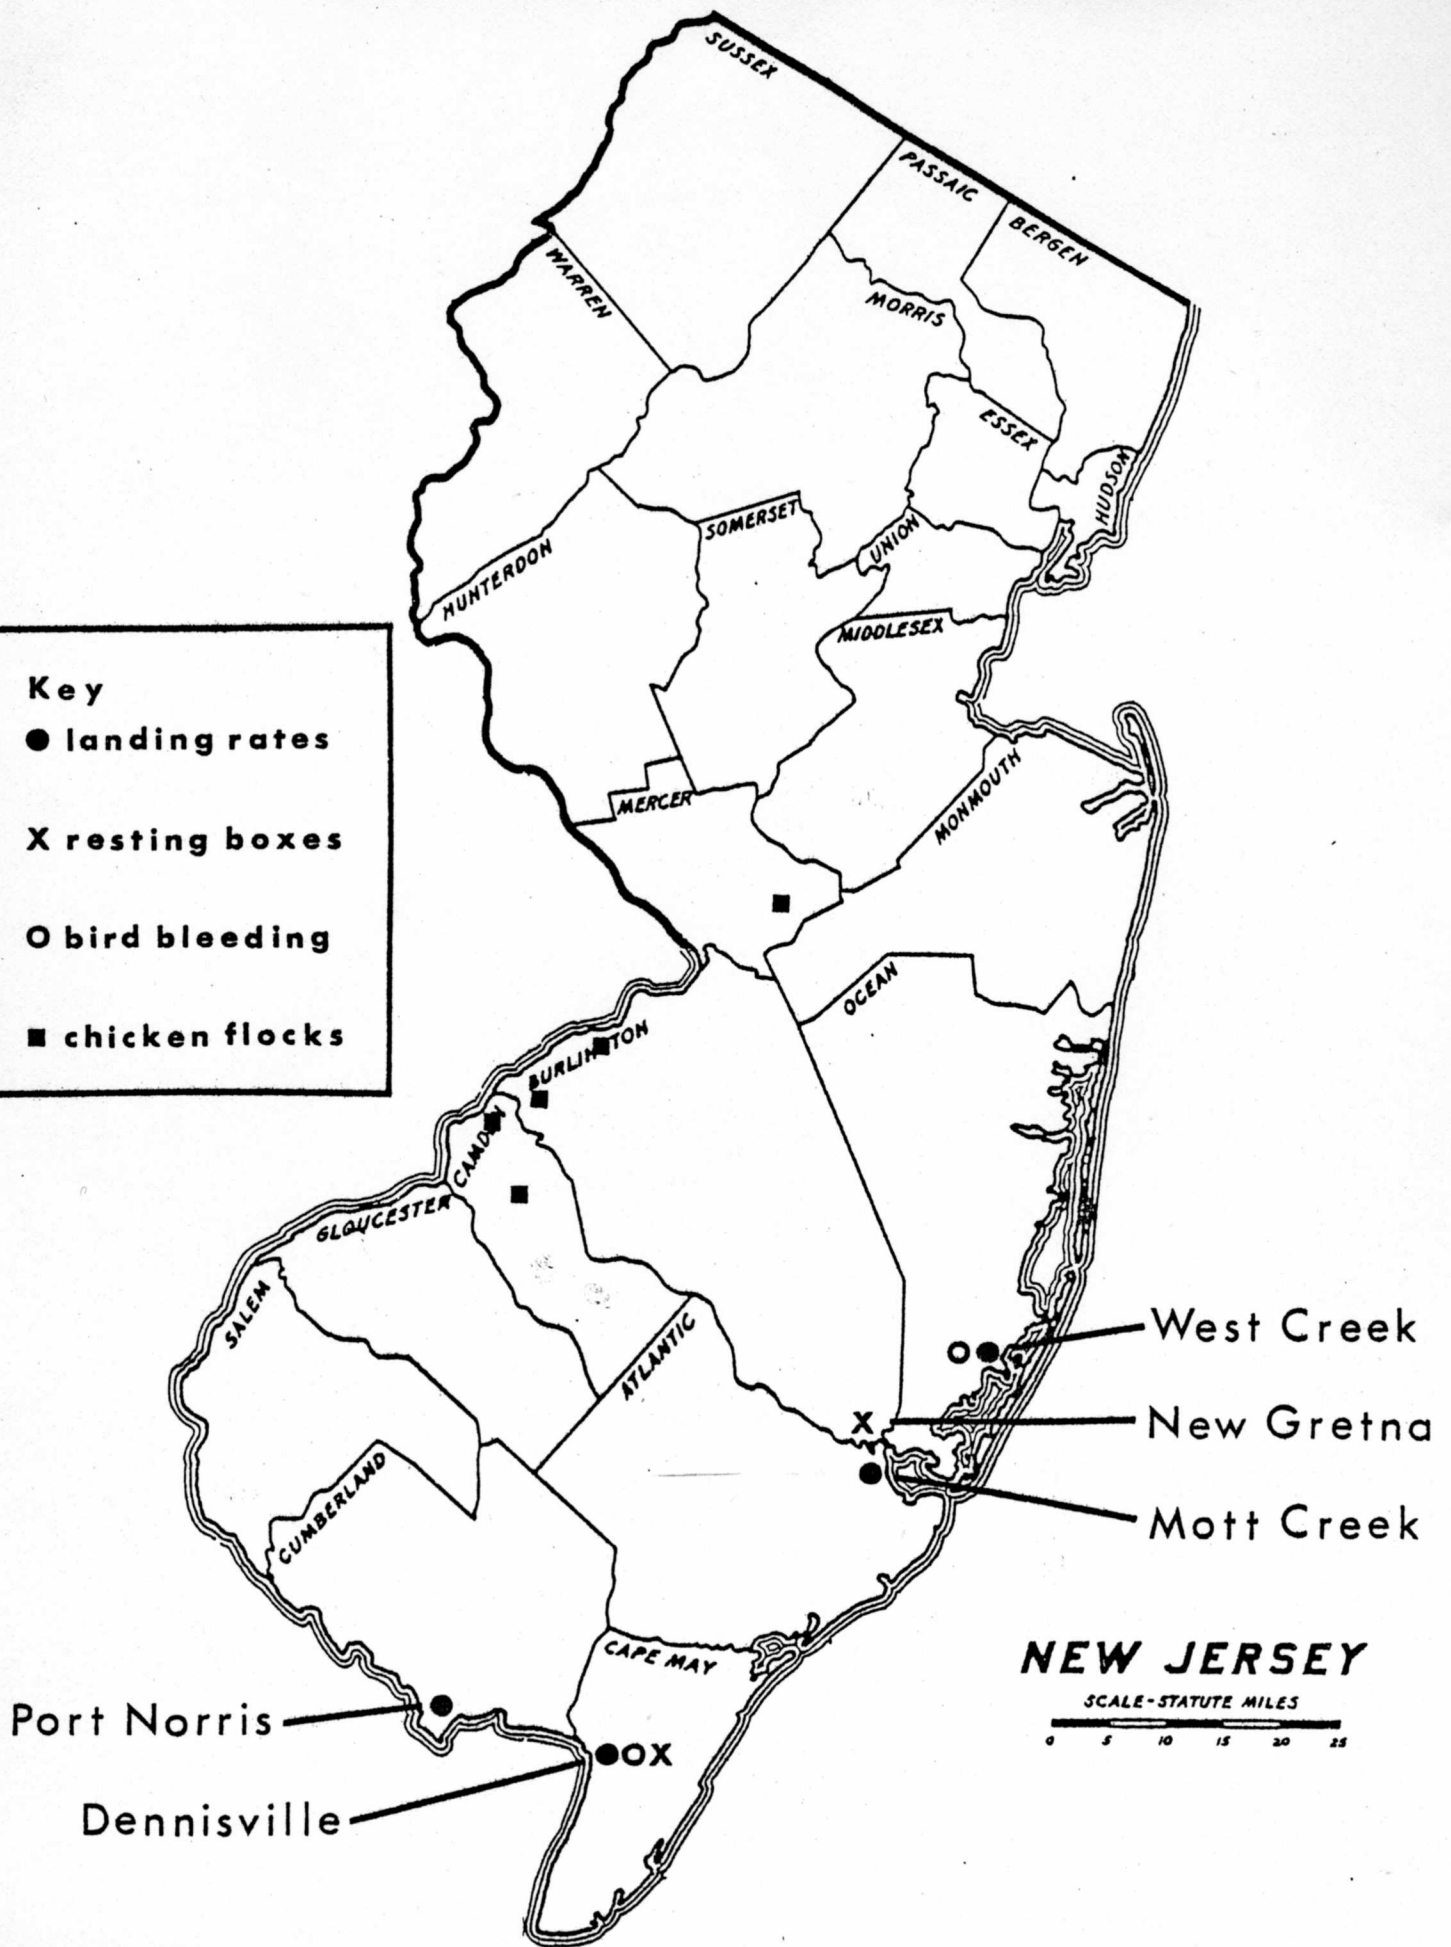 SUSSEX
PASSAIC
BERGEN
WARREN
MORRIS
ESSEX
HUDSON
SOMERSET
UNION
HUNTERDON
MIDDLESEX
Key
● landing rates
X resting boxes
O bird bleeding
■ chicken flocks
MERCER
MONMOUTH
OCEAN
BURLINGTON
CAMDEN
GLOUCESTER
SALEM
ATLANTIC
West Creek
O ●
X
New Gretna
●
Mott Creek
CUMBERLAND
CAPE MAY
NEW JERSEY
SCALE-STATUTE MILES
0 5 10 15 20 25
Port Norris
●OX
Dennisville